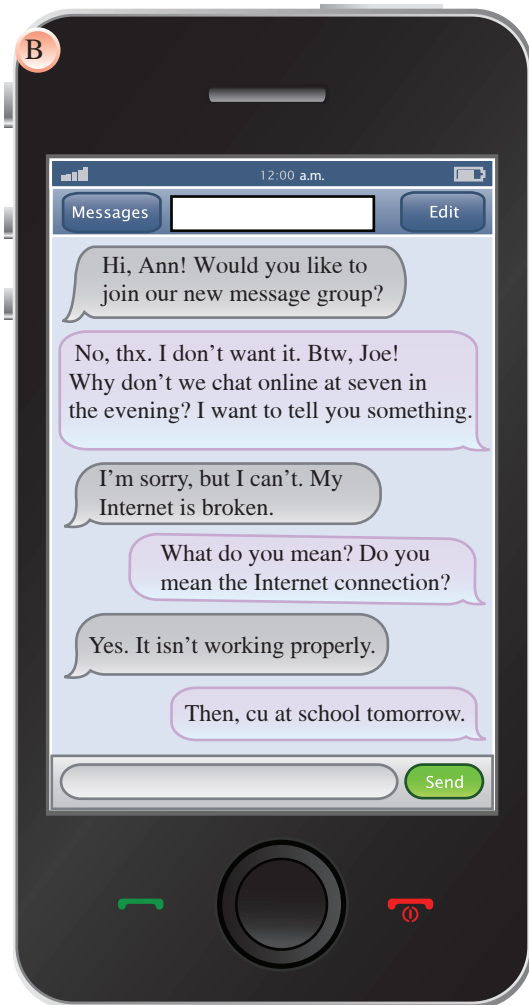 B
12:00 a.m.
Messages
Edit
Hi, Ann! Would you like to
join our new message group?
No, thx. I don’t want it. Btw, Joe!
Why don’t we chat online at seven in
the evening? I want to tell you something.
I’m sorry, but I can’t. My
Internet is broken.
What do you mean? Do you
mean the Internet connection?
Yes. It isn’t working properly.
Then, cu at school tomorrow.
Send